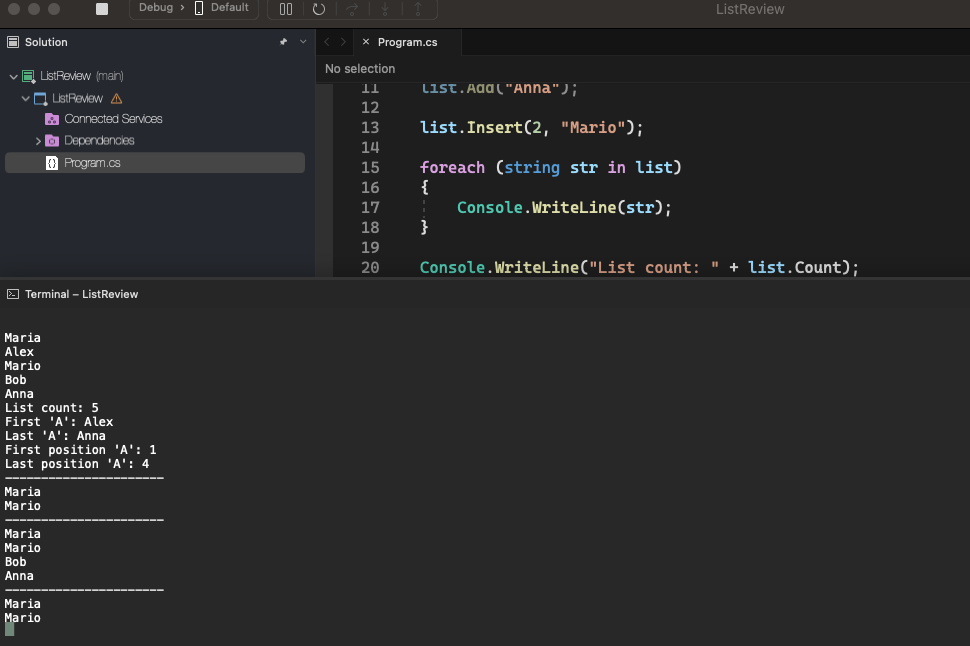 Debug › Default
ListReview
Solution
Program.cs
No selection
ListReview (main)
ListReview
Connected Services
Dependencies
Program.cs
11 list.Add("Anna");
12
13 list.Insert(2, "Mario");
14
15 foreach (string str in list)
16 {
17 Console.WriteLine(str);
18 }
19
20 Console.WriteLine("List count: " + list.Count);
Terminal – ListReview
Maria
Alex
Mario
Bob
Anna
List count: 5
First 'A': Alex
Last 'A': Anna
First position 'A': 1
Last position 'A': 4
----------------------
Maria
Mario
----------------------
Maria
Mario
Bob
Anna
----------------------
Maria
Mario